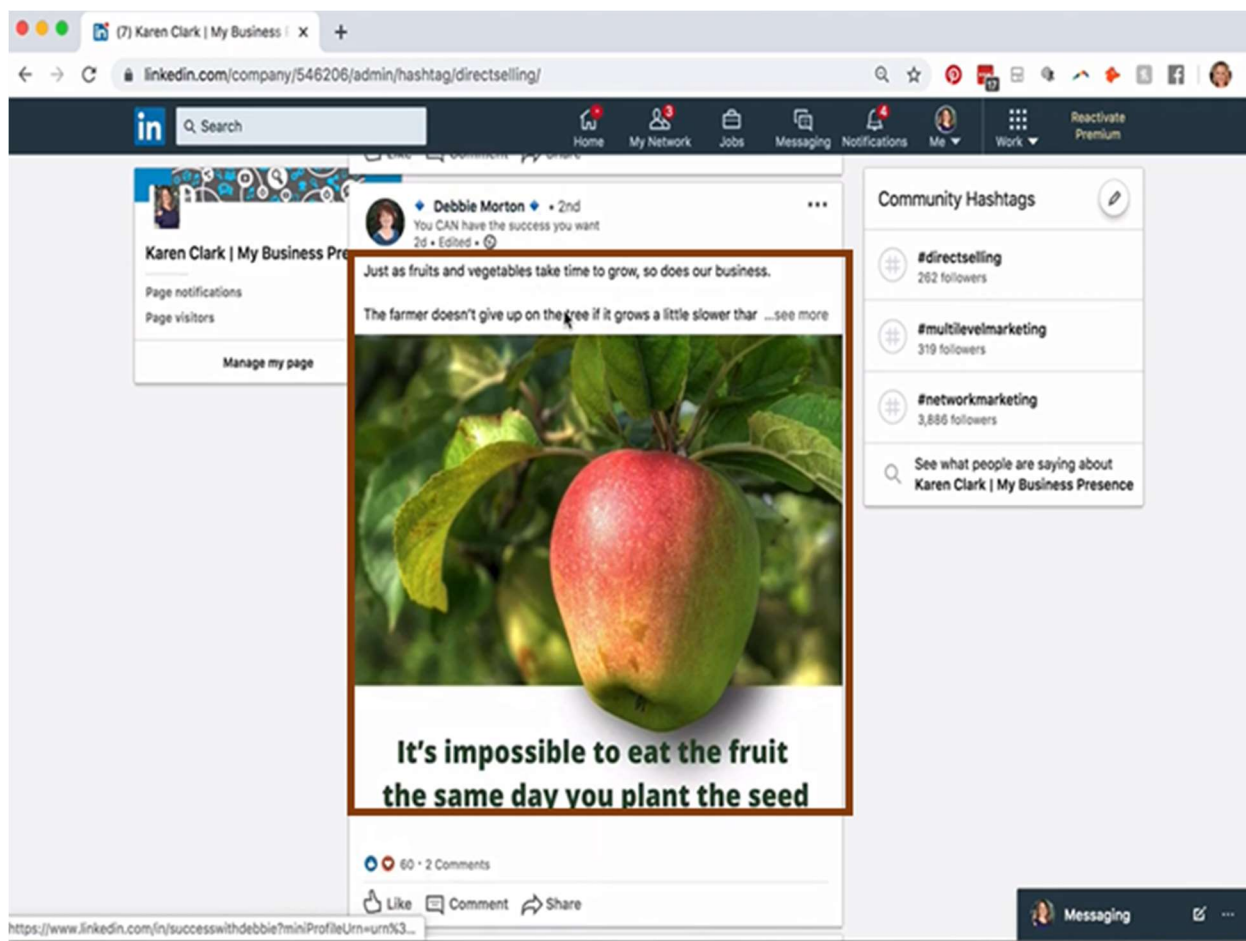 (7) Karen Clark | My Business
linkedin.com/company/546206/admin/hashtag/directselling/
17
in
Search
Home
3
My Network
Jobs
Messaging
4
Notifications
Me
Work
Reactivate
Premium
Like Comment Share
Karen Clark | My Business Pre
Page notifications
Page visitors
Manage my page
Debbie Morton • 2nd
You CAN have the success you want
2d • Edited •
Just as fruits and vegetables take time to grow, so does our business.
The farmer doesn't give up on the tree if it grows a little slower thar ...see more
It's impossible to eat the fruit
the same day you plant the seed
60 · 2 Comments
Like Comment Share
Community Hashtags
#directselling
262 followers
#multilevelmarketing
319 followers
#networkmarketing
3,886 followers
See what people are saying about
Karen Clark | My Business Presence
Messaging
https://www.linkedin.com/in/successwithdebbie?miniProfileUrn=urn%3...